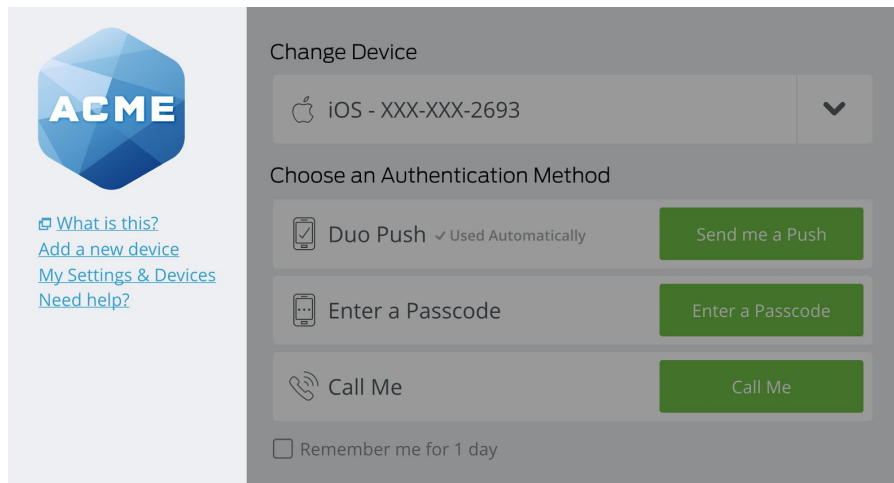 ACME
What is this?
Add a new device
My Settings & Devices
Need help?
Change Device
iOS - XXX-XXX-2693
Choose an Authentication Method
Duo Push ✓ Used Automatically
Send me a Push
Enter a Passcode
Enter a Passcode
Call Me
Call Me
Remember me for 1 day